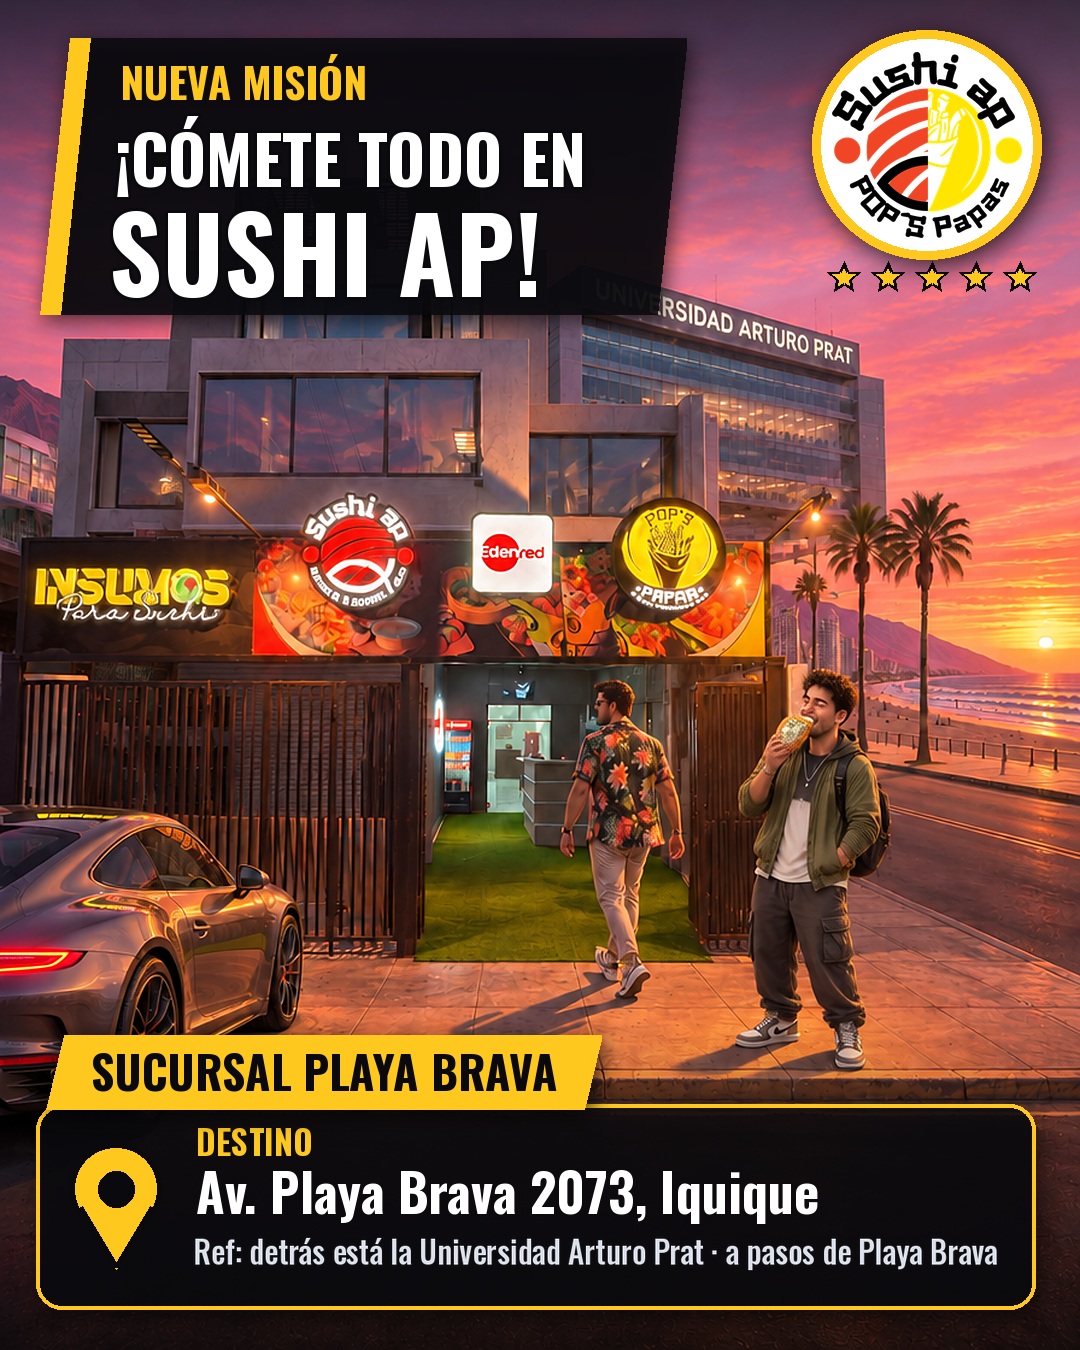 NUEVA MISIÓN
¡CÓMETE TODO EN
SUSHI AP!
Sushi ap
POP'S Papas
UNIVERSIDAD ARTURO PRAT
Sushi ap
INSUMOS
Para Sushi
Edenred
POP'S
PAPAR
SUCURSAL PLAYA BRAVA
DESTINO
Av. Playa Brava 2073, Iquique
Ref: detrás está la Universidad Arturo Prat · a pasos de Playa Brava